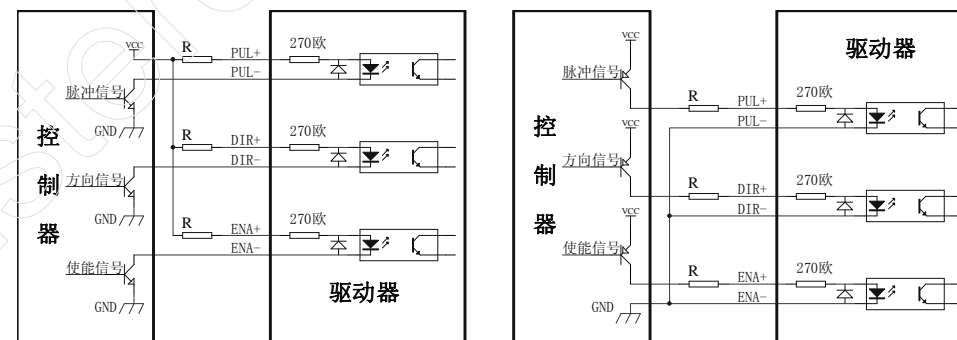 VCC
R
PUL+
270欧
PUL-
脉冲信号
GND
控制器
R
DIR+
270欧
DIR-
方向信号
GND
R
ENA+
270欧
ENA-
使能信号
GND
驱动器
VCC
驱动器
脉冲信号
R
PUL+
270欧
PUL-
控制器
VCC
方向信号
R
DIR+
270欧
DIR-
VCC
使能信号
R
ENA+
270欧
ENA-
GND